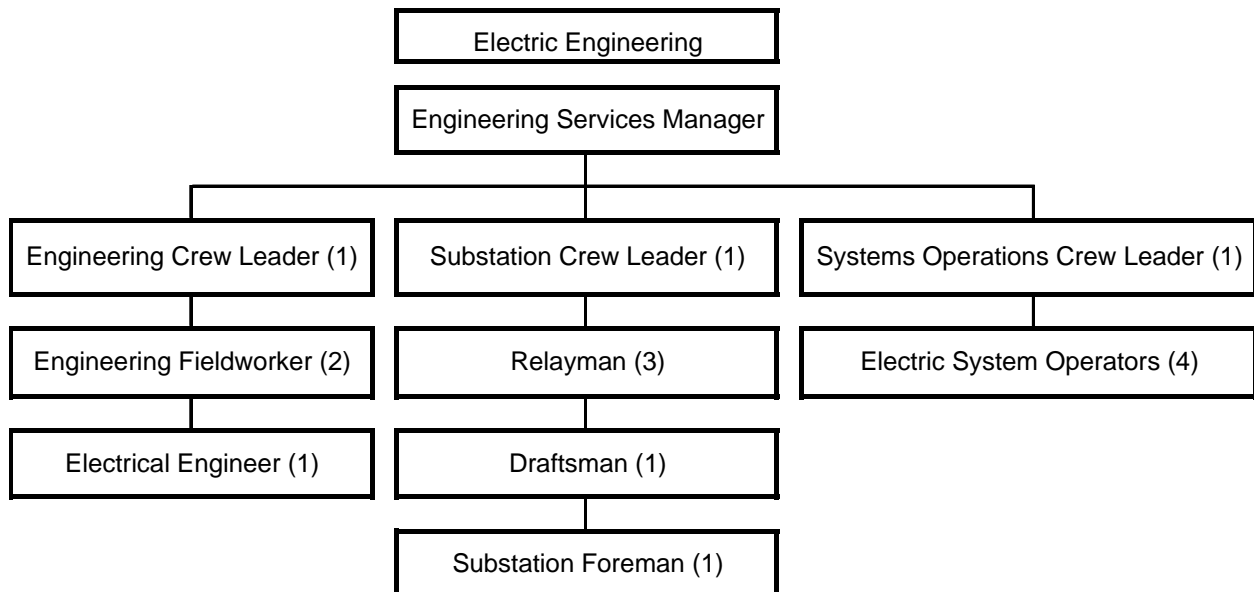 Electric Engineering
Engineering Services Manager
Engineering Crew Leader (1)
Substation Crew Leader (1)
Systems Operations Crew Leader (1)
Engineering Fieldworker (2)
Relayman (3)
Electric System Operators (4)
Electrical Engineer (1)
Draftsman (1)
Substation Foreman (1)